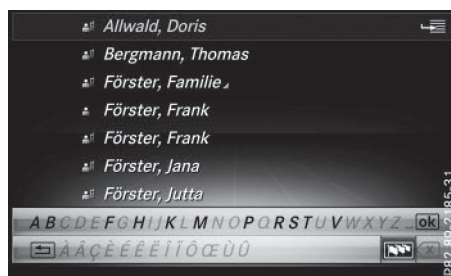 Allwald, Doris
Bergmann, Thomas
Förster, Familie
Förster, Frank
Förster, Frank
Förster, Jana
Förster, Jutta
A B C D E F G H I J K L M N O P Q R S T U V W X Y Z _ ok
À Â Ç È É Ê Ë Î Ï Ô Œ Ù Û
P82.89-2185-31